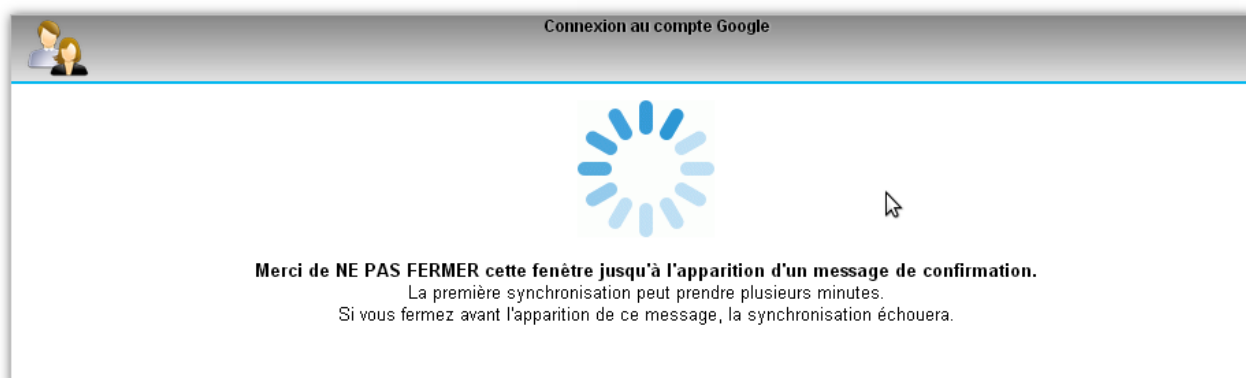 Connexion au compte Google
Merci de NE PAS FERMER cette fenêtre jusqu'à l'apparition d'un message de confirmation.
La première synchronisation peut prendre plusieurs minutes.
Si vous fermez avant l'apparition de ce message, la synchronisation échouera.